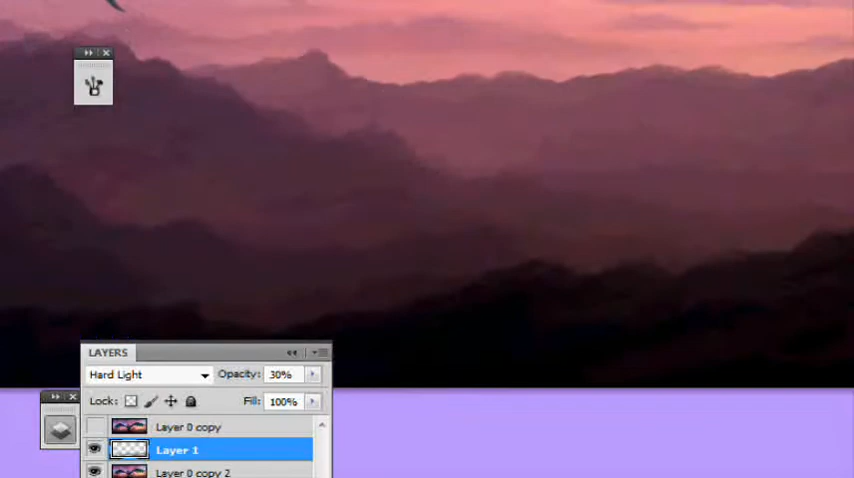 LAYERS
Hard Light Opacity: 30%
Lock: Fill: 100%
Layer 0 copy
Layer 1
Layer 0 copy 2